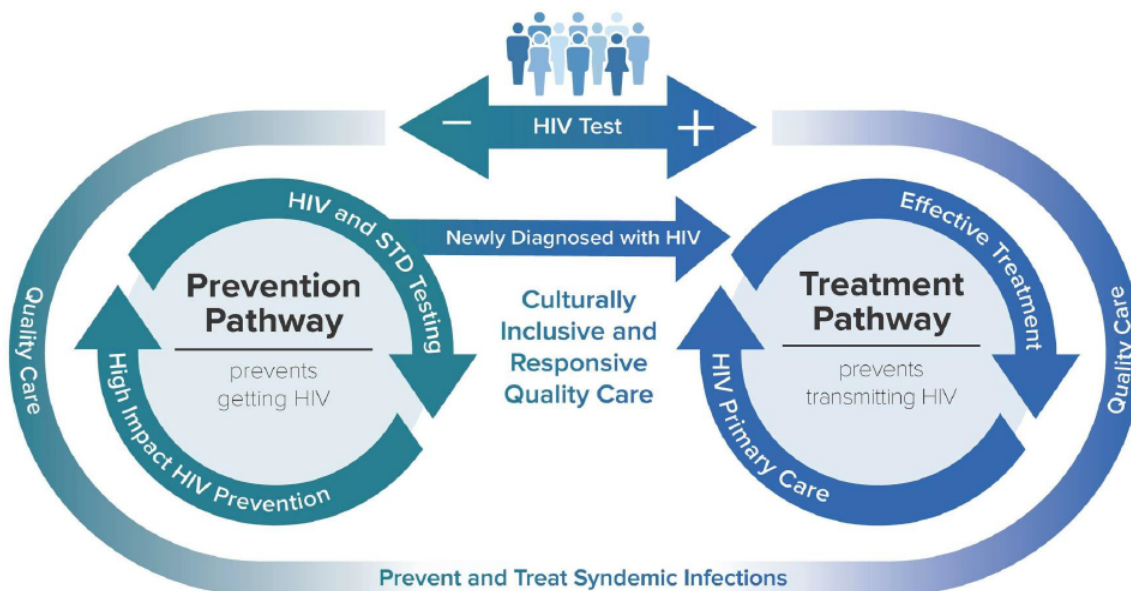 − HIV Test +
Newly Diagnosed with HIV
Quality Care
HIV and STD Testing
High Impact HIV Prevention
Prevention
Pathway
prevents
getting HIV
Culturally
Inclusive and
Responsive
Quality Care
Effective Treatment
HIV Primary Care
Treatment
Pathway
prevents
transmitting HIV
Quality Care
Prevent and Treat Syndemic Infections